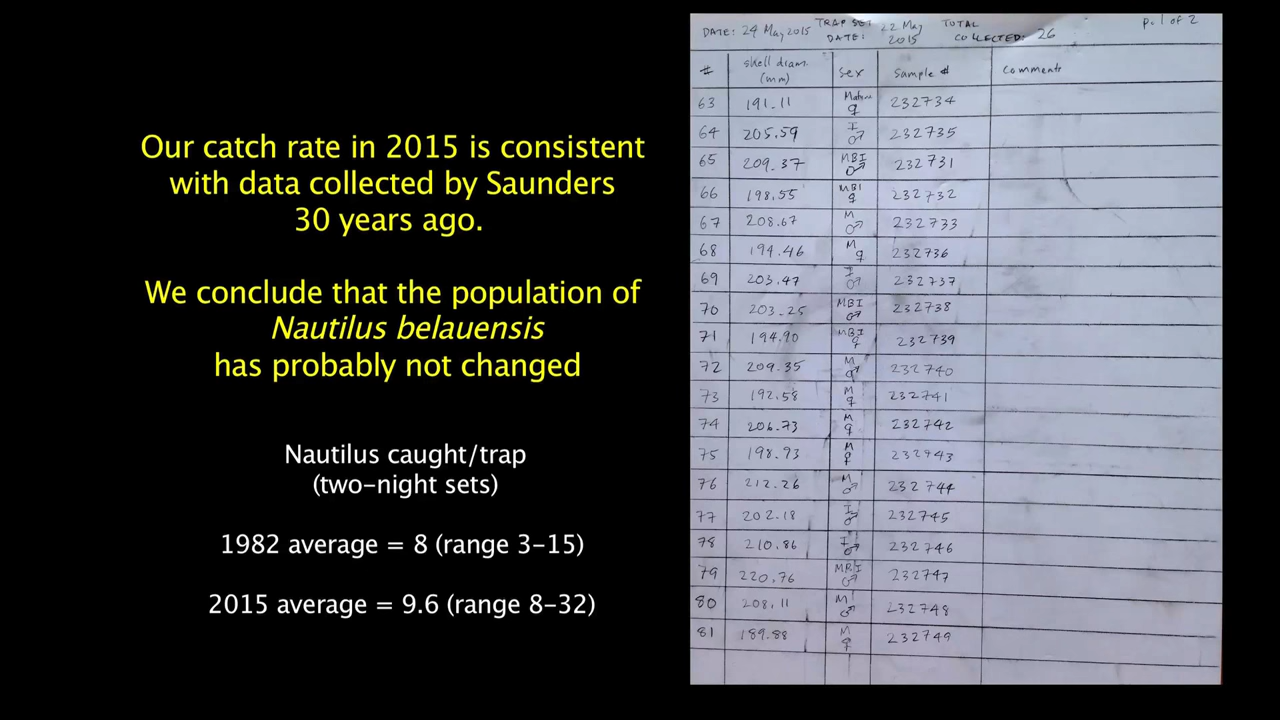 Our catch rate in 2015 is consistent
with data collected by Saunders
30 years ago.
We conclude that the population of
Nautilus belauensis
has probably not changed
Nautilus caught/trap
(two-night sets)
1982 average = 8 (range 3-15)
2015 average = 9.6 (range 8-32)
DATE: 24 May 2015 TRAP SET DATE: 22 May 2015 TOTAL COLLECTED: 26 p. 1 of 2
# shell diam. (mm) Sex Sample # Comments
63 191.11 Mature ♀ 232734
64 205.59 I ♂ 232735
65 209.37 MBI ♂ 232731
66 198.55 MBI ♀ 232732
67 208.67 M ♂ 232733
68 194.46 M ♀ 232736
69 203.47 I ♂ 232737
70 203.25 MBI ♂ 232738
71 194.90 MBI ♀ 232739
72 209.35 M 232740
73 192.58 M ♀ 232741
74 206.73 M ♀ 232742
75 198.93 M ♀ 232743
76 212.26 M ♂ 232744
77 202.18 I ♂ 232745
78 210.86 I ♂ 232746
79 220.76 MBI ♂ 232747
80 208.11 M ♂ 232748
81 189.88 M ♀ 232749